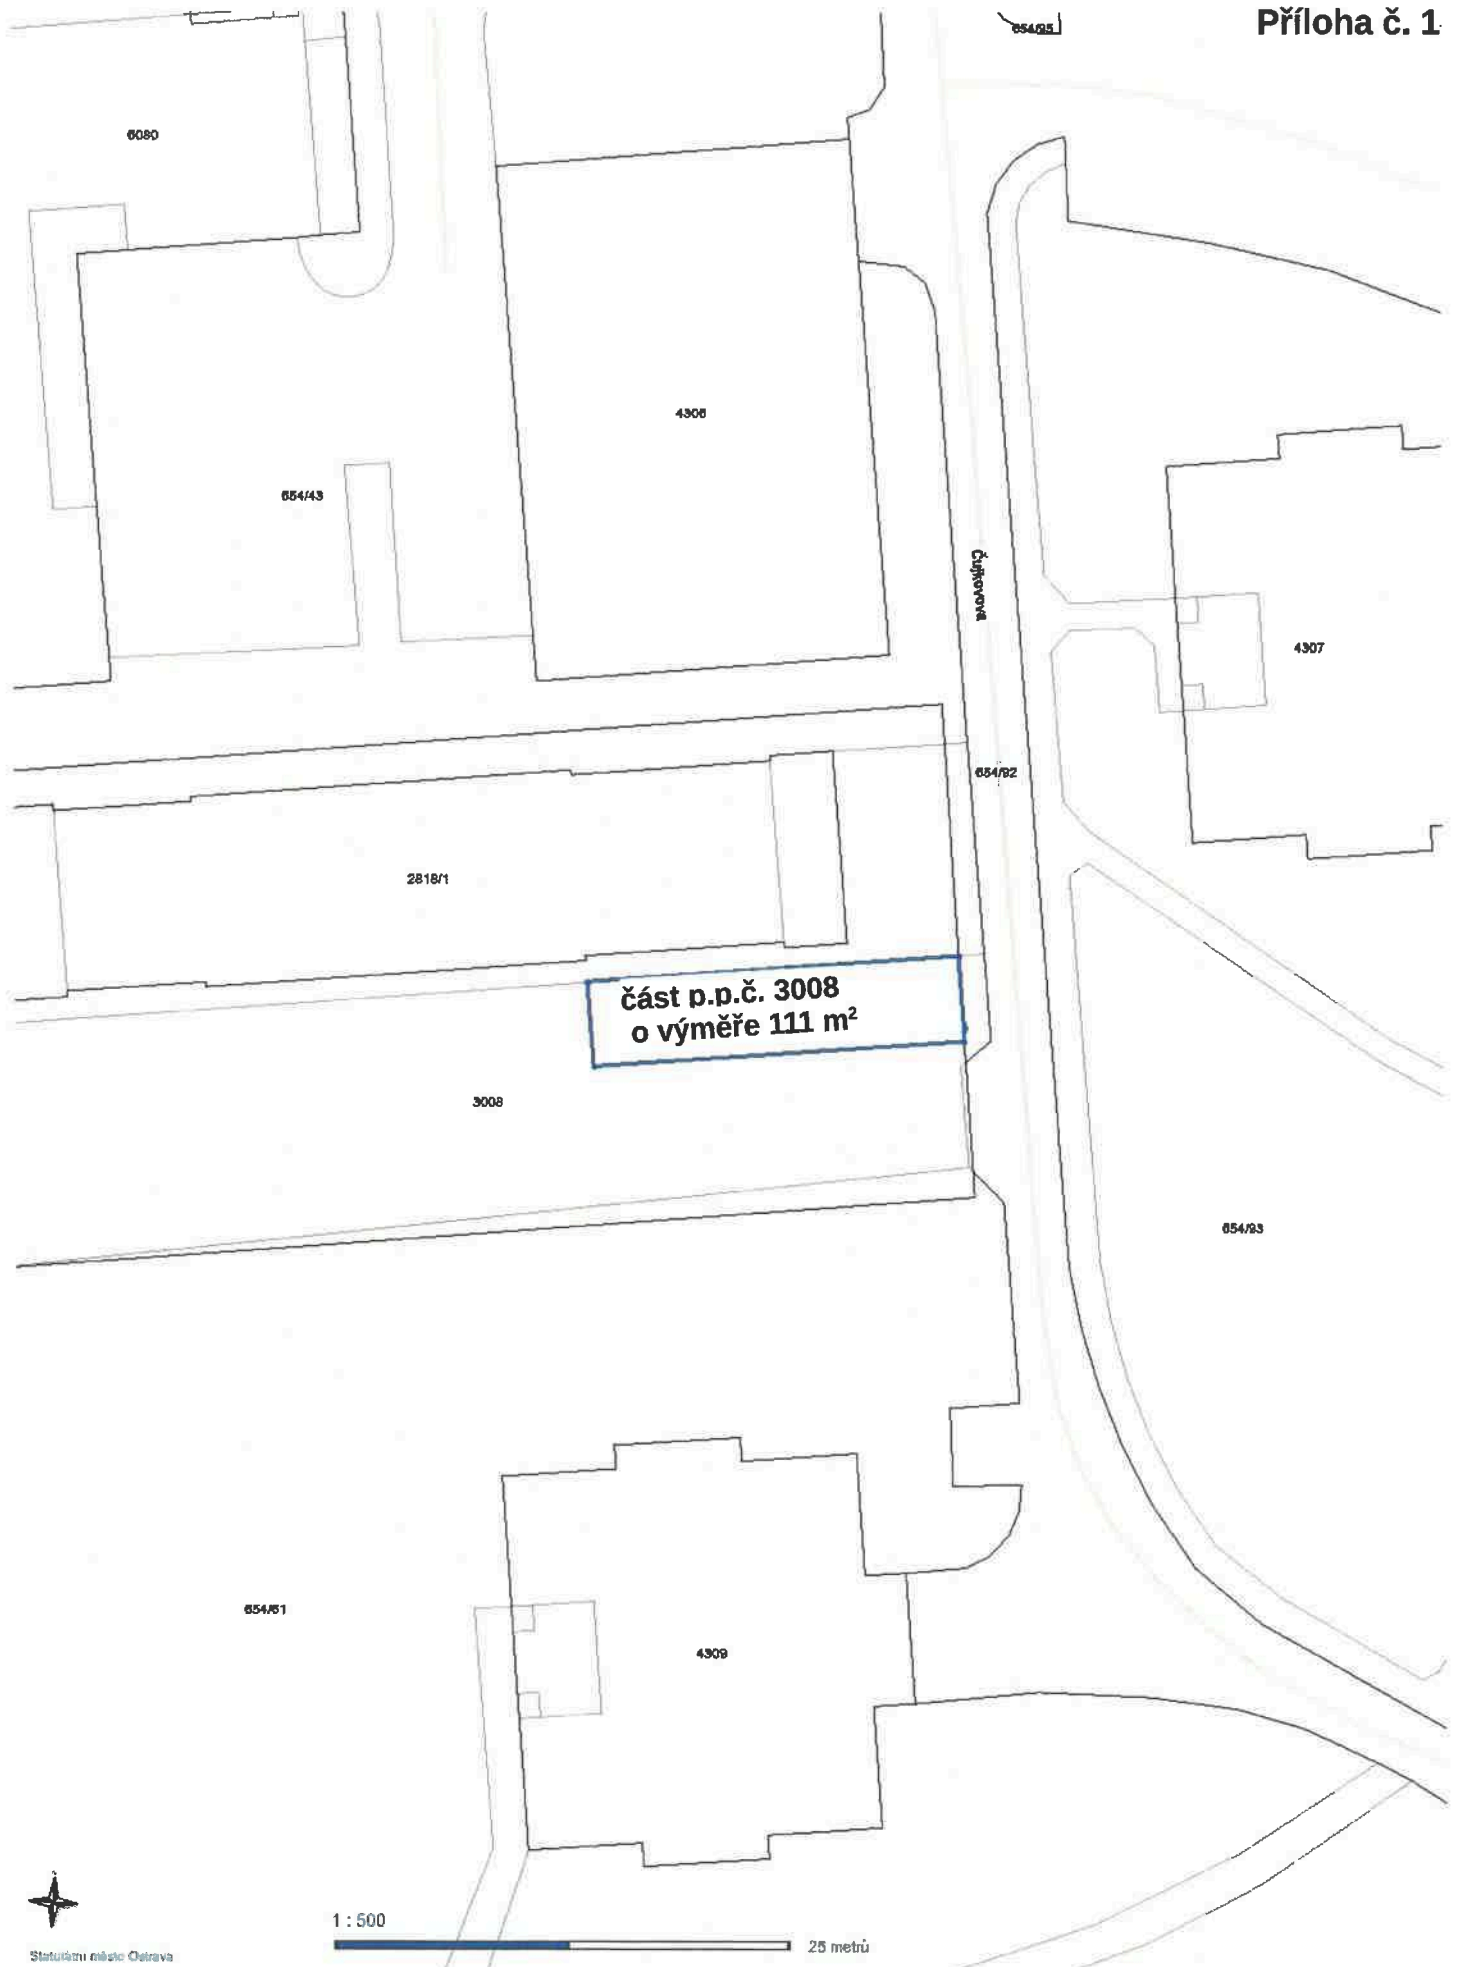 Příloha č. 1
654/95
6080
4306
654/43
Čujkovova
4307
654/92
2818/1
část p.p.č. 3008
o výměře 111 m²
3008
654/93
654/61
4309
1 : 500
25 metrů
Statutární město Ostrava